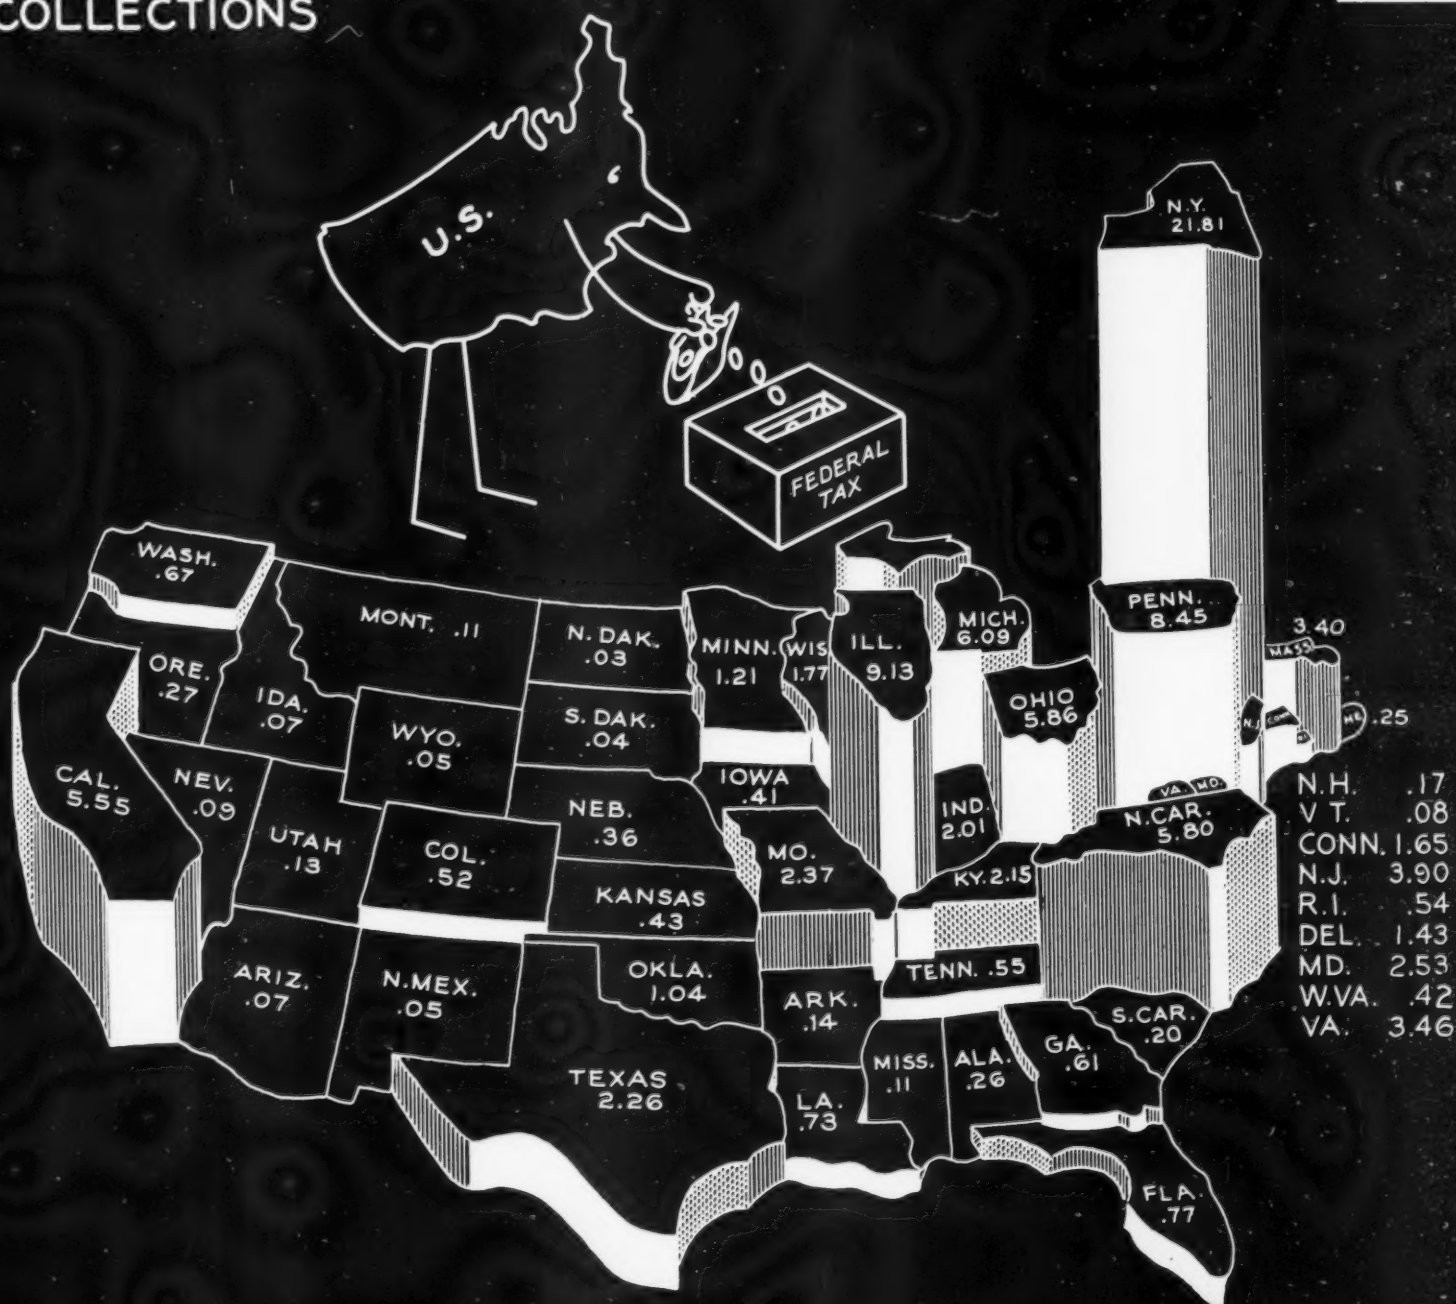 COLLECTIONS
U.S.
FEDERAL
TAX
N.Y.
21.81
WASH.
.67
MONT. .11
N. DAK.
.03
MINN.
1.21
WIS
1.77
ILL.
9.13
MICH.
6.09
PENN.
8.45
3.40
MASS
ORE.
.27
IDA.
.07
WYO.
.05
S. DAK.
.04
OHIO
5.86
N.J.
CONN.
ME .25
CAL.
5.55
NEV.
.09
UTAH
.13
COL.
.52
NEB.
.36
IOWA
.41
IND.
2.01
VA. MD.
N.CAR.
5.80
MO.
2.37
KY. 2.15
KANSAS
.43
ARIZ.
.07
N.MEX.
.05
OKLA.
1.04
ARK.
.14
TENN. .55
S.CAR.
.20
TEXAS
2.26
LA.
.73
MISS.
.11
ALA.
.26
GA.
.61
FLA.
.77
N.H. .17
VT. .08
CONN. 1.65
N.J. 3.90
R.I. .54
DEL. 1.43
MD. 2.53
W.VA. .42
VA. 3.46